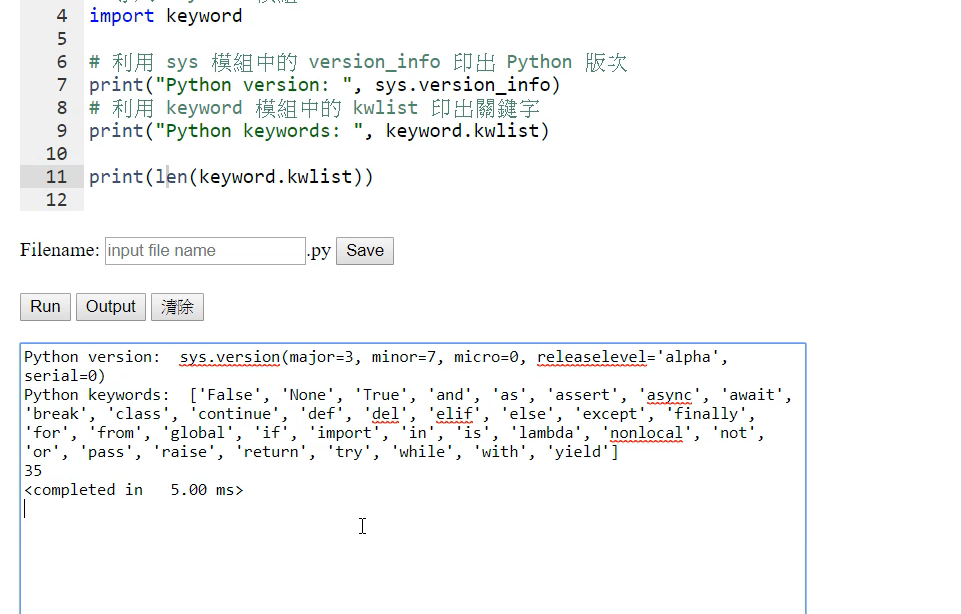 4 import keyword
5
6 # 利用 sys 模組中的 version_info 印出 Python 版次
7 print("Python version: ", sys.version_info)
8 # 利用 keyword 模組中的 kwlist 印出關鍵字
9 print("Python keywords: ", keyword.kwlist)
10
11 print(len(keyword.kwlist))
12
Filename: input file name .py Save
Run Output 清除
Python version:  sys.version(major=3, minor=7, micro=0, releaselevel='alpha',
serial=0)
Python keywords:  ['False', 'None', 'True', 'and', 'as', 'assert', 'async', 'await',
'break', 'class', 'continue', 'def', 'del', 'elif', 'else', 'except', 'finally',
'for', 'from', 'global', 'if', 'import', 'in', 'is', 'lambda', 'nonlocal', 'not',
'or', 'pass', 'raise', 'return', 'try', 'while', 'with', 'yield']
35
<completed in   5.00 ms>